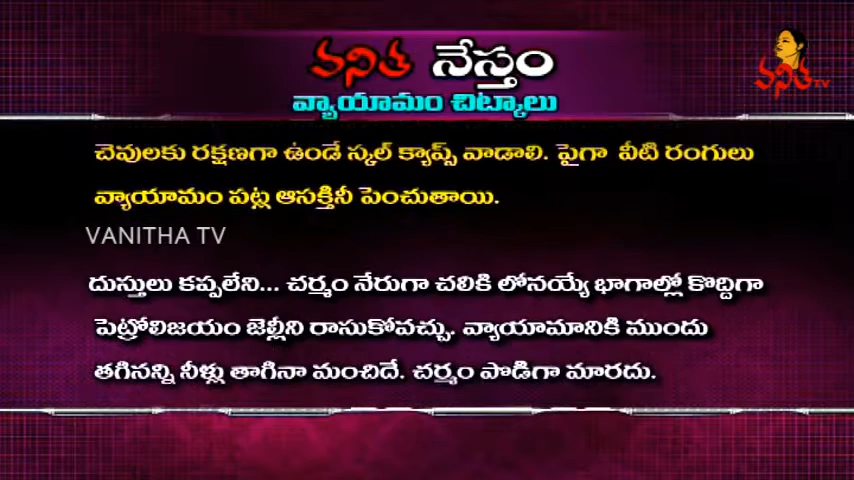 వనిత నేస్తం
వనిత TV
వ్యాయామం చిట్కాలు
చెవులకు రక్షణగా ఉండే స్కల్ క్యాప్స్ వాడాలి. పైగా వీటి రంగులు
వ్యాయామం పట్ల ఆసక్తినీ పెంచుతాయి.
VANITHA TV
దుస్తులు కప్పలేని... చర్మం నేరుగా చలికి లోనయ్యే భాగాల్లో కొద్దిగా
పెట్రోలిజయం జెల్లీని రాసుకోవచ్చు. వ్యాయామానికి ముందు
తగినన్ని నీళ్లు తాగినా మంచిదే. చర్మం పొడిగా మారదు.